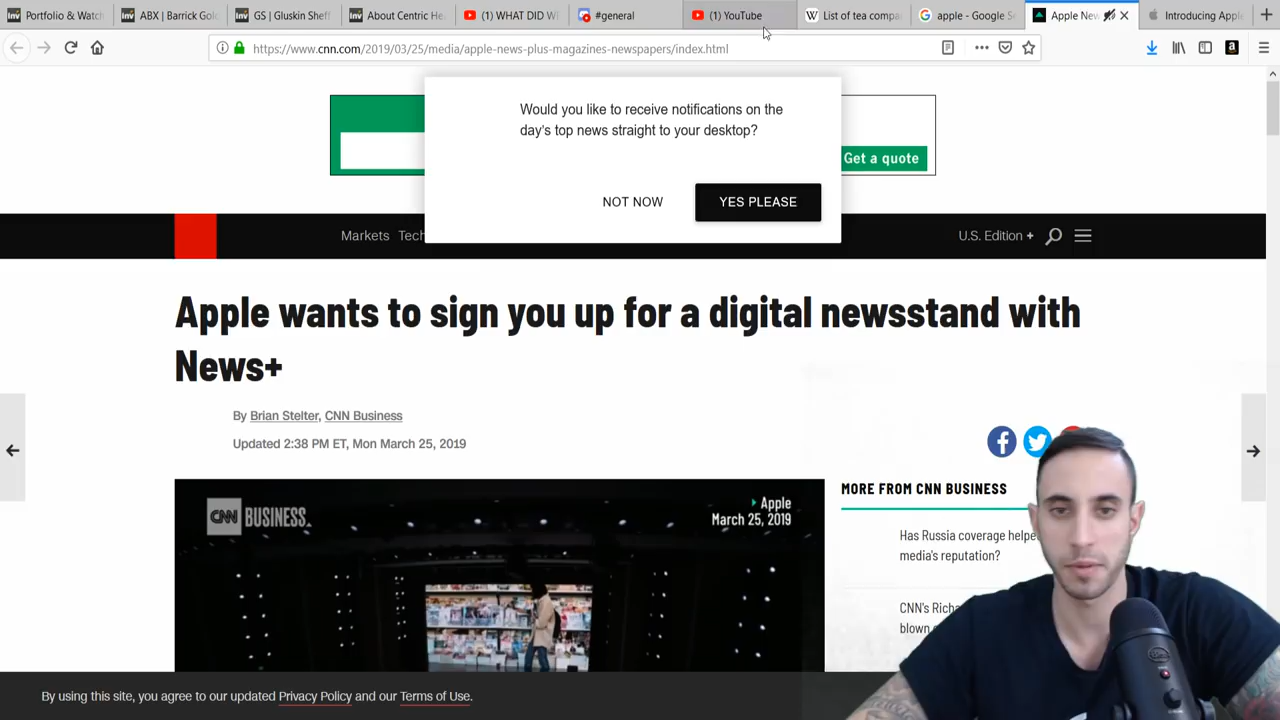 Portfolio & Watch
ABX | Barrick Gol
GS | Gluskin Sheff
About Centric He
(1) WHAT DID W
#general
(1) YouTube
List of tea compa
apple - Google Se
Apple New
Introducing Apple
https://www.cnn.com/2019/03/25/media/apple-news-plus-magazines-newspapers/index.html
Would you like to receive notifications on the
day's top news straight to your desktop?
NOT NOW
YES PLEASE
Get a quote
Markets Tech
U.S. Edition +
Apple wants to sign you up for a digital newsstand with
News+
By Brian Stelter, CNN Business
Updated 2:38 PM ET, Mon March 25, 2019
CNN BUSINESS
Apple
March 25, 2019
MORE FROM CNN BUSINESS
Has Russia coverage helpe
media's reputation?
CNN's Richa
blown
By using this site, you agree to our updated Privacy Policy and our Terms of Use.